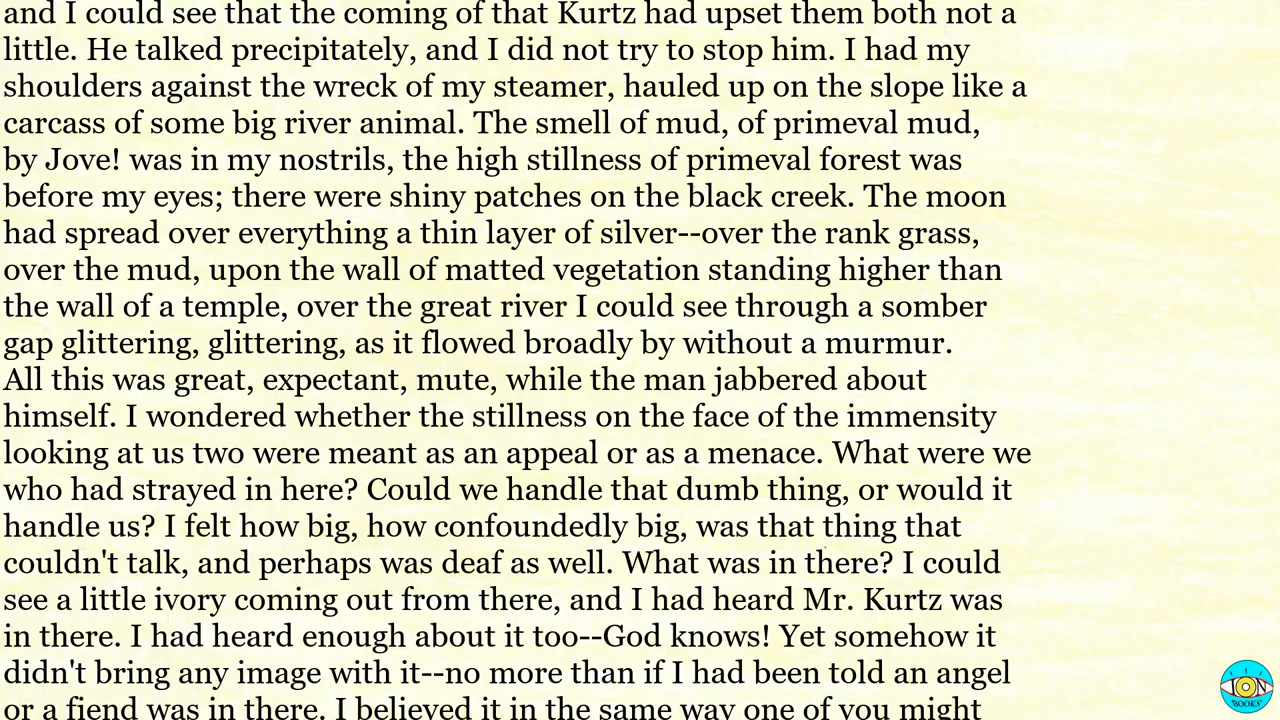 and I could see that the coming of that Kurtz had upset them both not a
little. He talked precipitately, and I did not try to stop him. I had my
shoulders against the wreck of my steamer, hauled up on the slope like a
carcass of some big river animal. The smell of mud, of primeval mud,
by Jove! was in my nostrils, the high stillness of primeval forest was
before my eyes; there were shiny patches on the black creek. The moon
had spread over everything a thin layer of silver--over the rank grass,
over the mud, upon the wall of matted vegetation standing higher than
the wall of a temple, over the great river I could see through a somber
gap glittering, glittering, as it flowed broadly by without a murmur.
All this was great, expectant, mute, while the man jabbered about
himself. I wondered whether the stillness on the face of the immensity
looking at us two were meant as an appeal or as a menace. What were we
who had strayed in here? Could we handle that dumb thing, or would it
handle us? I felt how big, how confoundedly big, was that thing that
couldn't talk, and perhaps was deaf as well. What was in there? I could
see a little ivory coming out from there, and I had heard Mr. Kurtz was
in there. I had heard enough about it too--God knows! Yet somehow it
didn't bring any image with it--no more than if I had been told an angel
or a fiend was in there. I believed it in the same way one of you might
ION
BOOKS